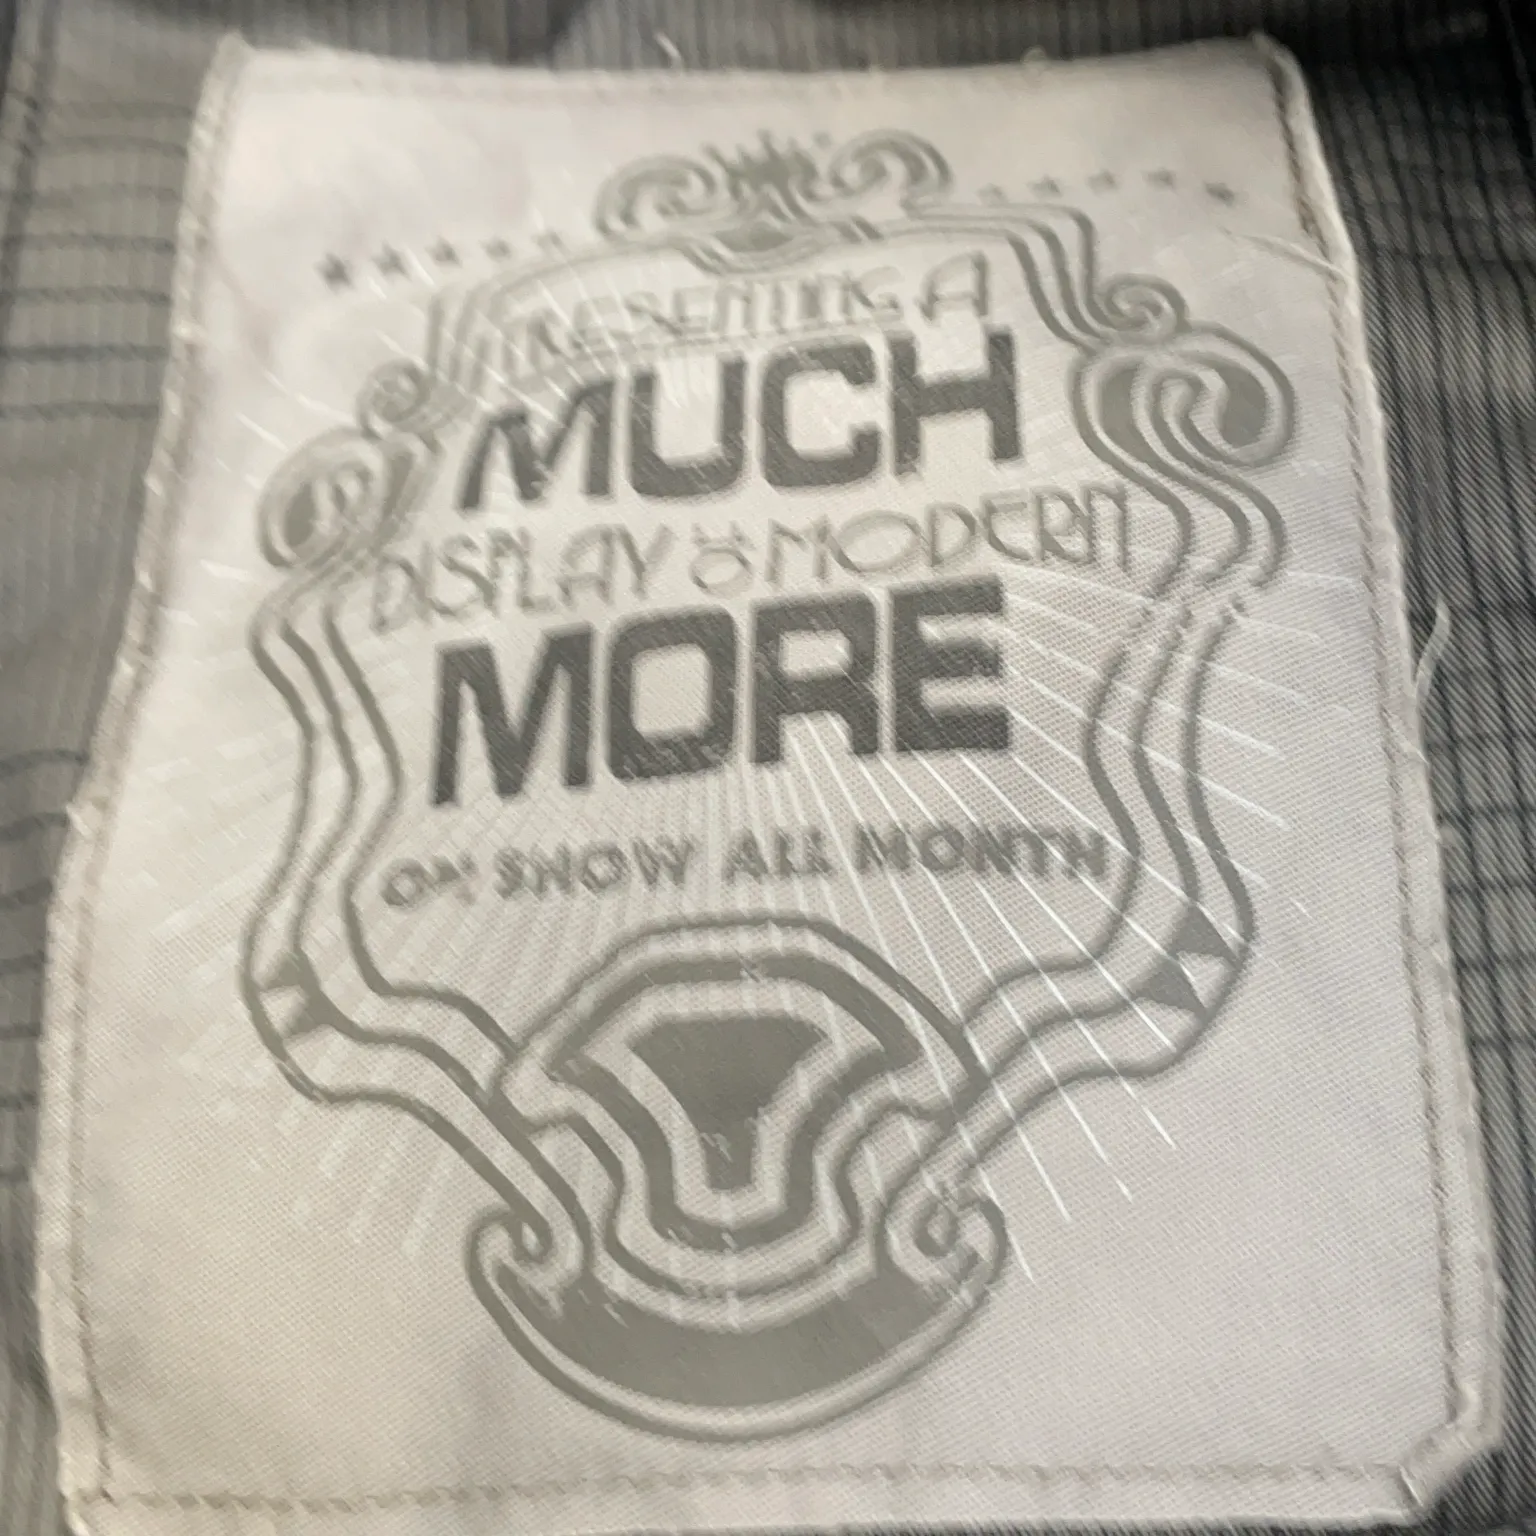 PRESENTING A
MUCH
DISPLAY OF MODERN
MORE
ON SHOW ALL MONTH